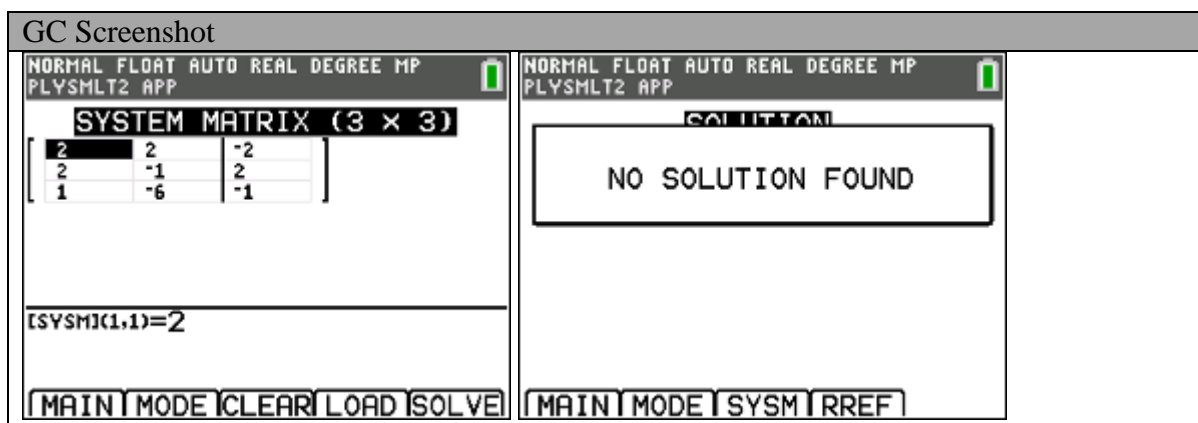 GC Screenshot
NORMAL FLOAT AUTO REAL DEGREE MP
PLYSMLT2 APP
SYSTEM MATRIX (3 × 3)
[ 2 2 -2 ]
2 -1 2
1 -6 -1
[SYSM](1,1)=2
MAIN MODE CLEAR LOAD SOLVE
NORMAL FLOAT AUTO REAL DEGREE MP
PLYSMLT2 APP
SOLUTION
NO SOLUTION FOUND
MAIN MODE SYSM RREF